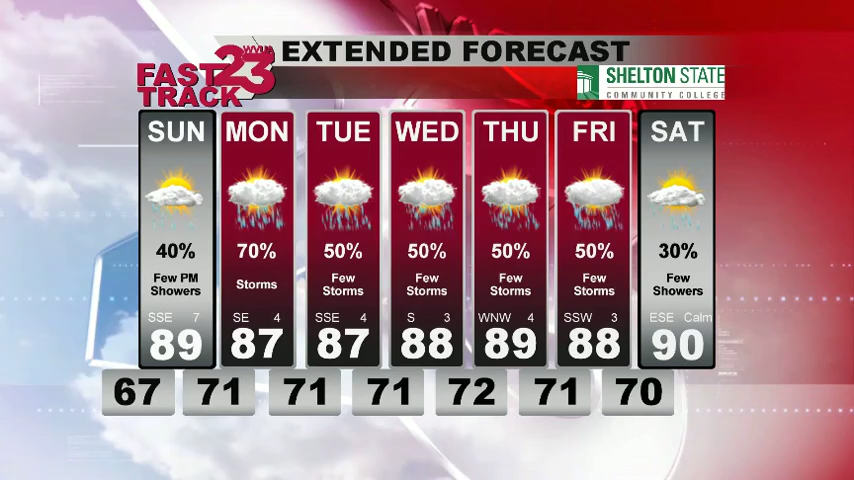 WVUA
23
FAST
TRACK
EXTENDED FORECAST
SHELTON STATE
COMMUNITY COLLEGE
SUN MON TUE WED THU FRI SAT
40% 70% 50% 50% 50% 50% 30%
Few PM Showers
Storms
Few Storms
Few Storms
Few Storms
Few Storms
Few Showers
SSE 7 SE 4 SSE 4 S 3 WNW 4 SSW 3 ESE Calm
89 87 87 88 89 88 90
67 71 71 71 72 71 70